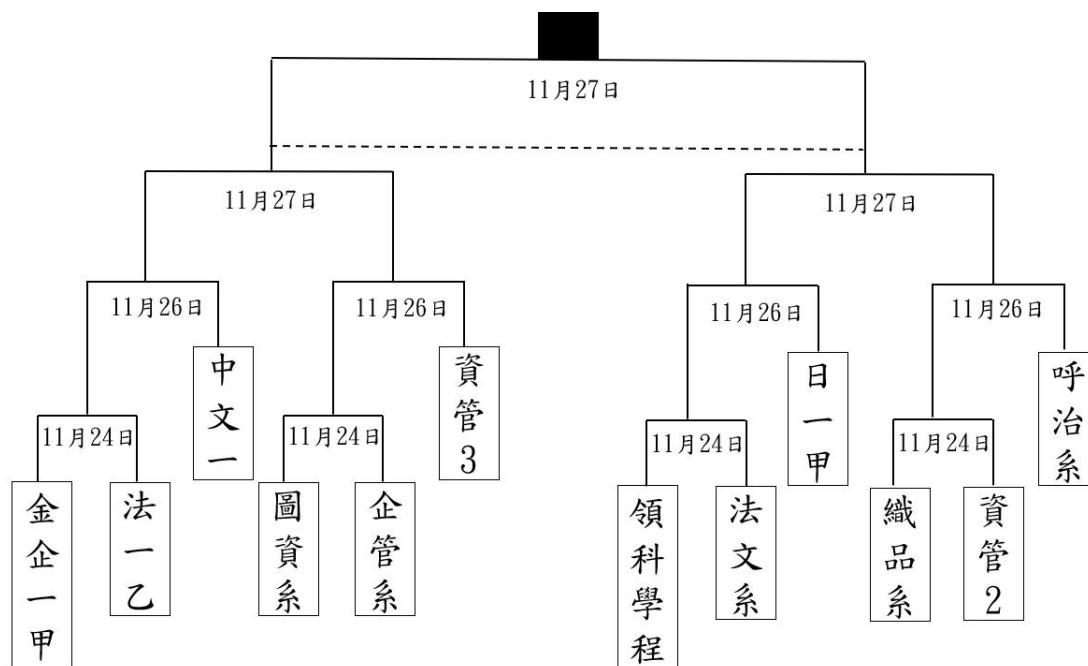 11月27日
11月27日
11月27日
11月26日
11月26日
11月26日
11月26日
中文一
資管3
日一甲
呼治系
11月24日
11月24日
11月24日
11月24日
金企一甲
法一乙
圖資系
企管系
領科學程
法文系
織品系
資管2